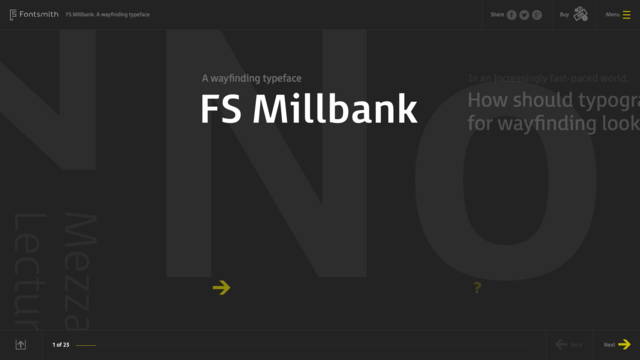 Fontsmith
FS Millbank. A wayfinding typeface
Share
Buy
Menu
A wayfinding typeface
FS Millbank
In an increasingly fast-paced world.
How should typogra
for wayfinding look
No
Mezza
Lectur
?
1 of 23
Back
Next